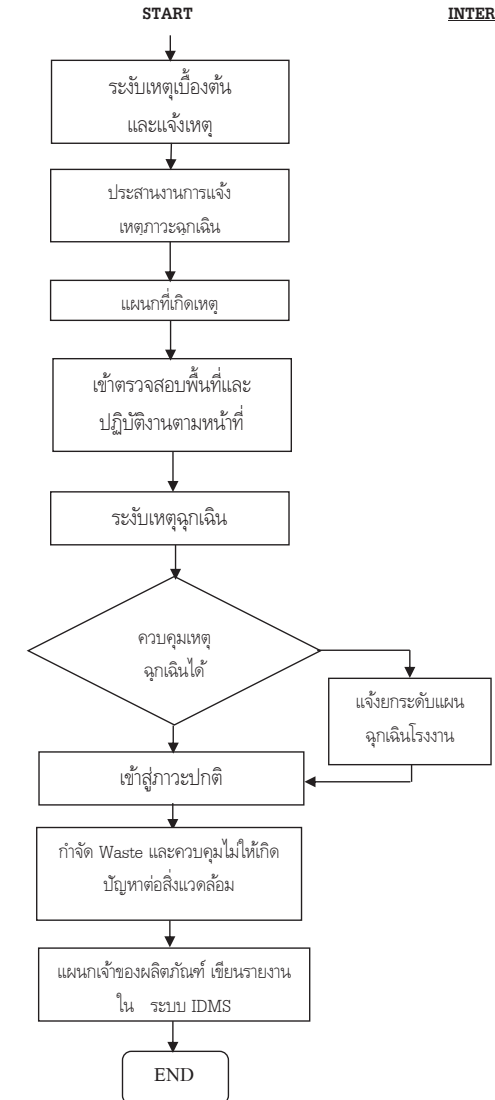 START
INTER
ระงับเหตุเบื้องต้น
และแจ้งเหตุ
ประสานงานการแจ้ง
เหตุภาวะฉุกเฉิน
แผนกที่เกิดเหตุ
เข้าตรวจสอบพื้นที่และ
ปฏิบัติงานตามหน้าที่
ระงับเหตุฉุกเฉิน
ควบคุมเหตุ
ฉุกเฉินได้
แจ้งยกระดับแผน
ฉุกเฉินโรงงาน
เข้าสู่ภาวะปกติ
กำจัด Waste และควบคุมไม่ให้เกิด
ปัญหาต่อสิ่งแวดล้อม
แผนกเจ้าของผลิตภัณฑ์ เขียนรายงาน
ใน ระบบ IDMS
END